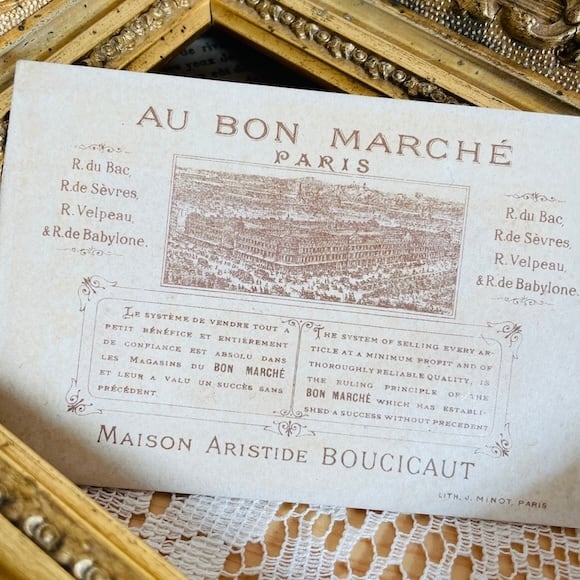 AU BON MARCHÉ
PARIS
R. du Bac,
R. de Sèvres,
R. Velpeau,
& R. de Babylone.
R. du Bac,
R. de Sèvres,
R. Velpeau,
& R. de Babylone.
LE SYSTÈME DE VENDRE TOUT A
PETIT BÉNÉFICE ET ENTIÈREMENT
DE CONFIANCE EST ABSOLU DANS
LES MAGASINS DU BON MARCHÉ
ET LEUR A VALU UN SUCCÈS SANS
PRÉCÉDENT.
THE SYSTEM OF SELLING EVERY AR-
TICLE AT A MINIMUM PROFIT AND OF
THOROUGHLY RELIABLE QUALITY, IS
THE RULING PRINCIPLE OF THE
BON MARCHÉ WHICH HAS ESTABLI-
SHED A SUCCESS WITHOUT PRECEDENT
MAISON ARISTIDE BOUCICAUT
LITH. J. MINOT, PARIS